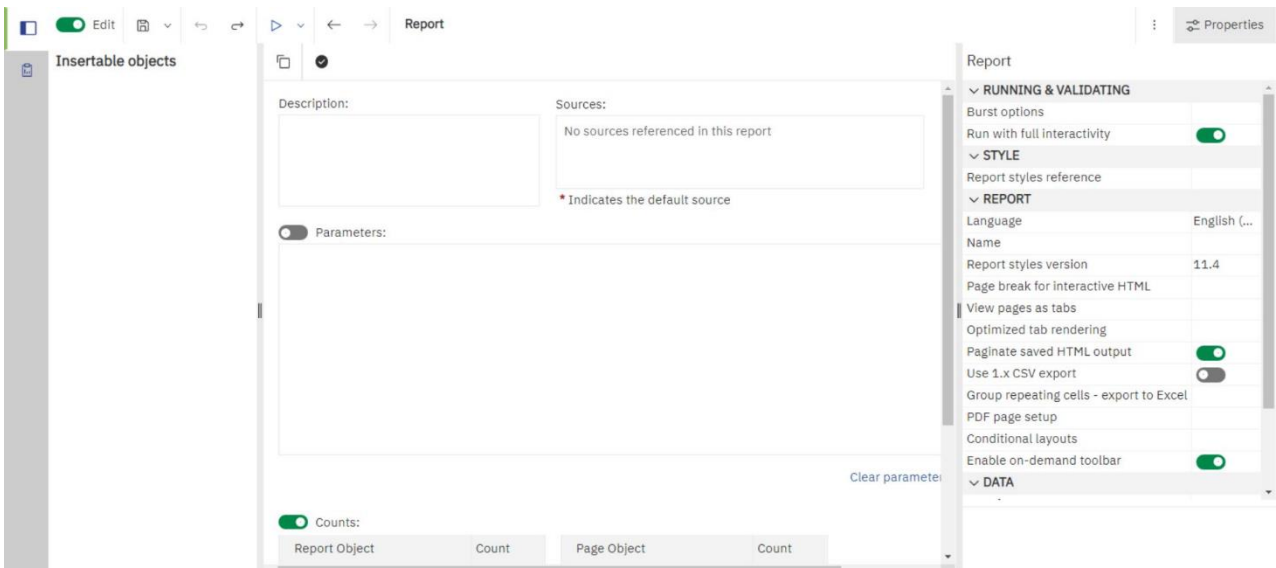 Edit
Report
Properties
Insertable objects
Description:
Sources:
No sources referenced in this report
* Indicates the default source
Parameters:
Clear parameter
Counts:
Report Object
Count
Page Object
Count
Report
RUNNING & VALIDATING
Burst options
Run with full interactivity
STYLE
Report styles reference
REPORT
Language English (...
Name
Report styles version 11.4
Page break for interactive HTML
View pages as tabs
Optimized tab rendering
Paginate saved HTML output
Use 1.x CSV export
Group repeating cells - export to Excel
PDF page setup
Conditional layouts
Enable on-demand toolbar
DATA